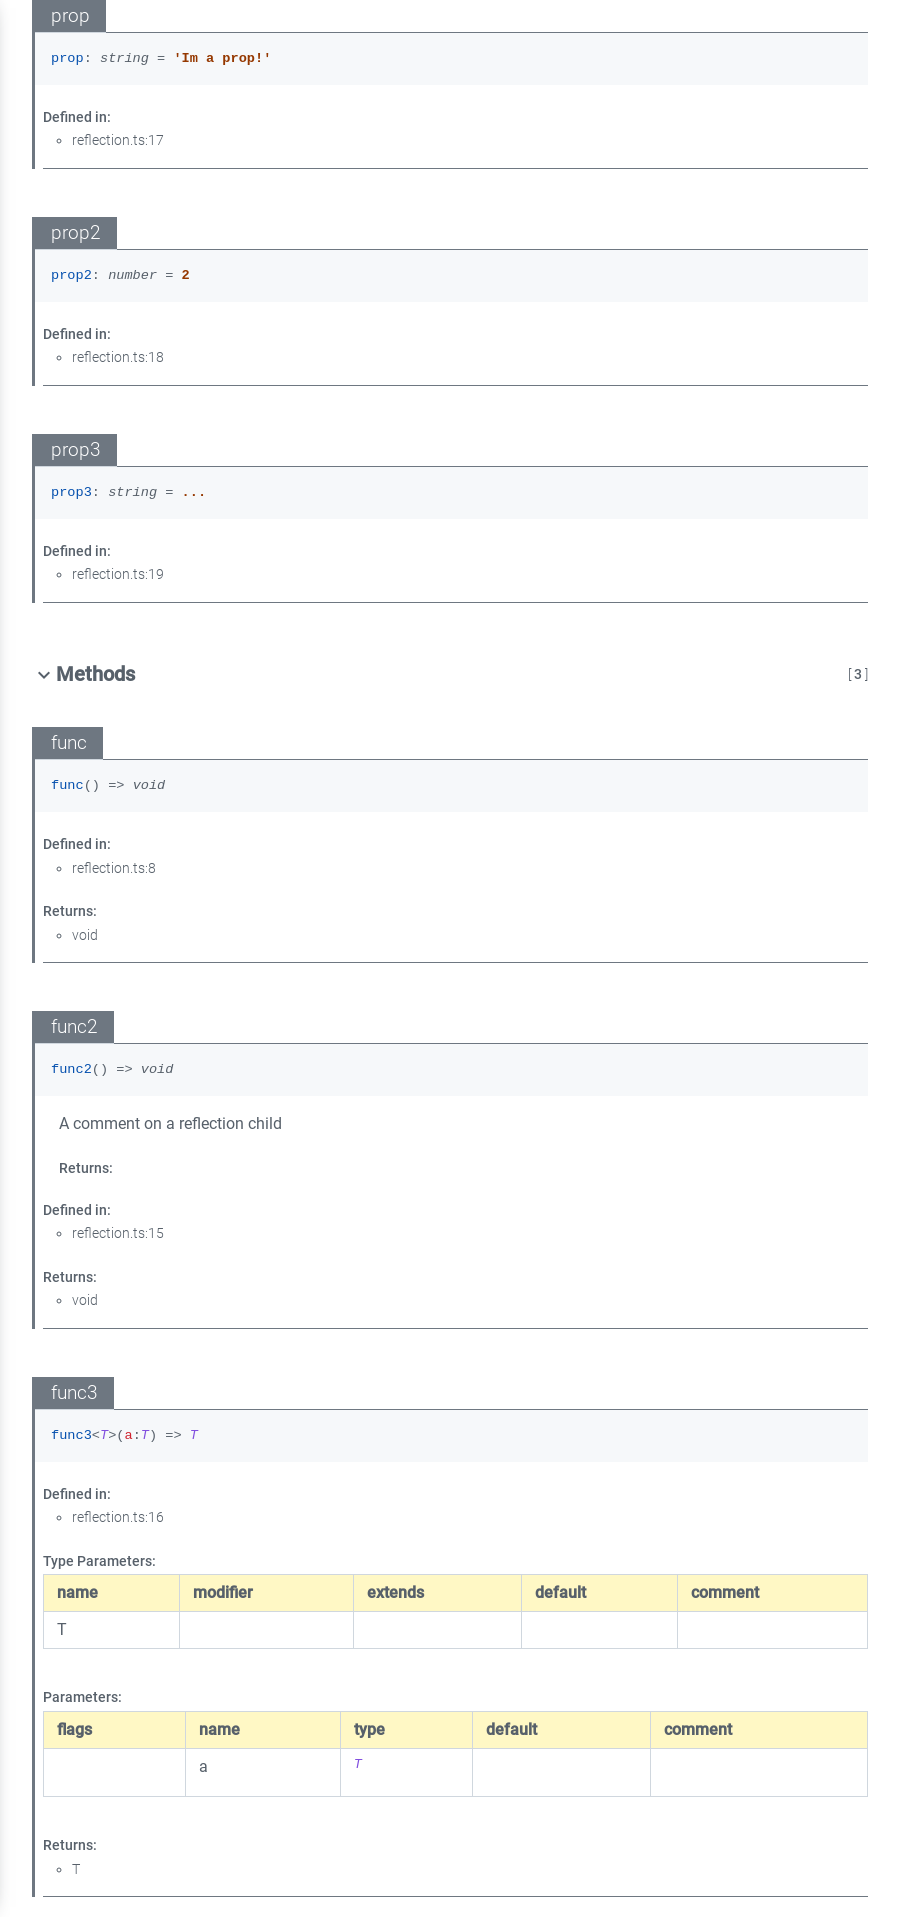 prop
prop: string = 'Im a prop!'
Defined in:
reflection.ts:17
prop2
prop2: number = 2
Defined in:
reflection.ts:18
prop3
prop3: string = ...
Defined in:
reflection.ts:19
Methods [3]
func
func() => void
Defined in:
reflection.ts:8
Returns:
void
func2
func2() => void
A comment on a reflection child
Returns:
Defined in:
reflection.ts:15
Returns:
void
func3
func3<T>(a:T) => T
Defined in:
reflection.ts:16
Type Parameters:
name modifier extends default comment
T
Parameters:
flags name type default comment
a T
Returns:
T